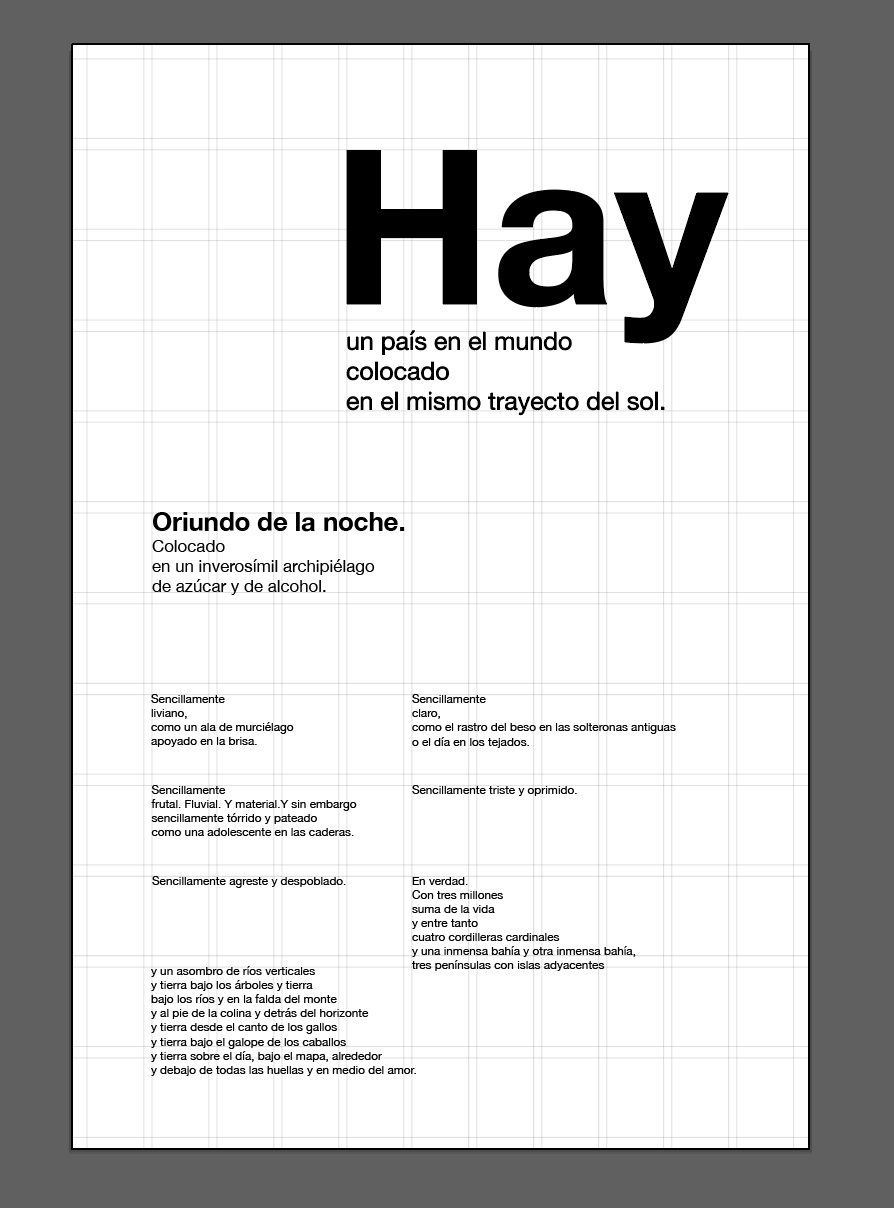 Hay
un país en el mundo
colocado
en el mismo trayecto del sol.
Oriundo de la noche.
Colocado
en un inverosímil archipiélago
de azúcar y de alcohol.
Sencillamente
liviano,
como un ala de murciélago
apoyado en la brisa.
Sencillamente
claro,
como el rastro del beso en las solteronas antiguas
o el día en los tejados.
Sencillamente
frutal. Fluvial. Y material.Y sin embargo
sencillamente tórrido y pateado
como una adolescente en las caderas.
Sencillamente triste y oprimido.
Sencillamente agreste y despoblado.
En verdad.
Con tres millones
suma de la vida
y entre tanto
cuatro cordilleras cardinales
y una inmensa bahía y otra inmensa bahía,
tres penínsulas con islas adyacentes
y un asombro de ríos verticales
y tierra bajo los árboles y tierra
bajo los ríos y en la falda del monte
y al pie de la colina y detrás del horizonte
y tierra desde el canto de los gallos
y tierra bajo el galope de los caballos
y tierra sobre el día, bajo el mapa, alrededor
y debajo de todas las huellas y en medio del amor.